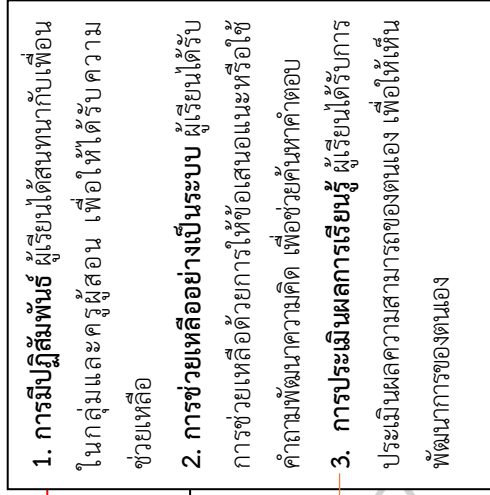 1. การมีปฏิสัมพันธ์ ผู้เรียนได้สนทนากับเพื่อน
ในกลุ่มและครูผู้สอน เพื่อให้ได้รับความ
ช่วยเหลือ
2. การช่วยเหลืออย่างเป็นระบบ ผู้เรียนได้รับ
การช่วยเหลือด้วยการให้ข้อเสนอแนะหรือใช้
คำถามพัฒนาความคิด เพื่อช่วยค้นหาคำตอบ
3. การประเมินผลการเรียนรู้ ผู้เรียนได้รับการ
ประเมินผลความสามารถของตนเอง เพื่อให้เห็น
พัฒนาการของตนเอง